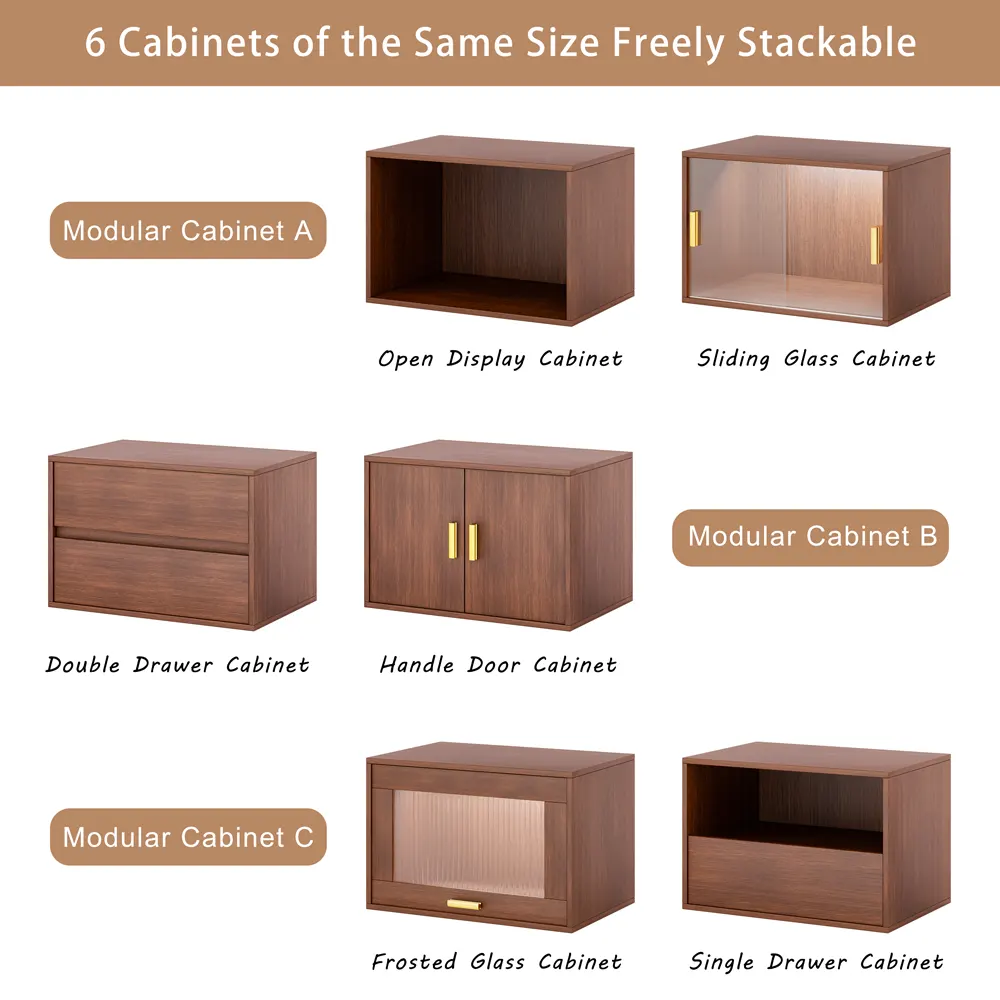 6 Cabinets of the Same Size Freely Stackable
Modular Cabinet A
Open Display Cabinet
Sliding Glass Cabinet
Double Drawer Cabinet
Handle Door Cabinet
Modular Cabinet B
Modular Cabinet C
Frosted Glass Cabinet
Single Drawer Cabinet